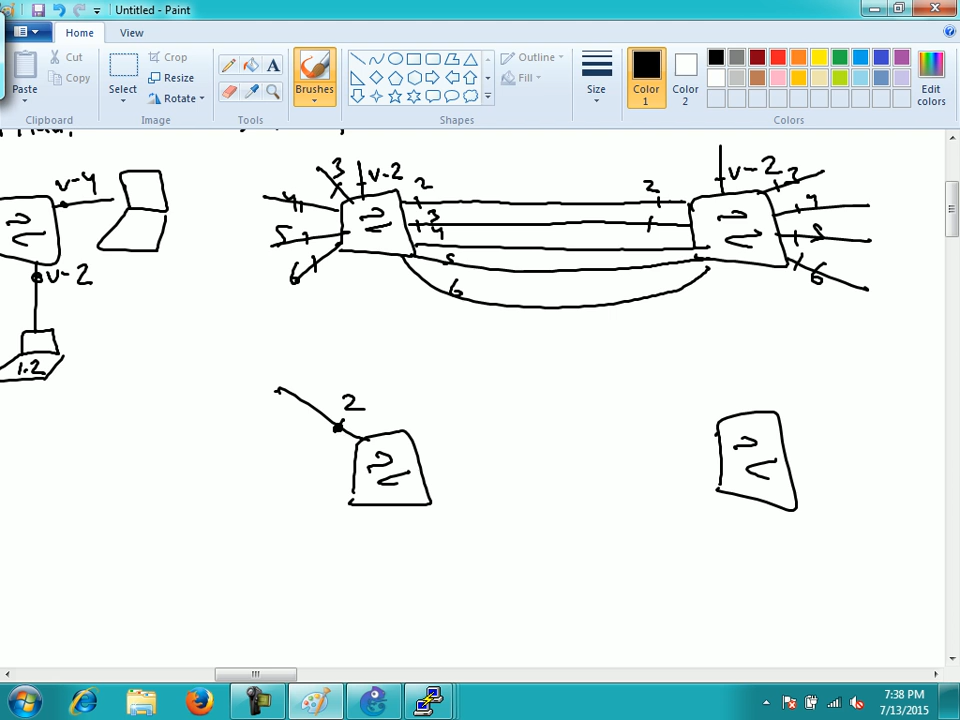 Untitled - Paint
Home
View
Paste
Cut
Copy
Clipboard
Select
Crop
Resize
Rotate
Image
Tools
Brushes
Outline
Fill
Shapes
Size
Color 1
Color 2
Edit colors
Colors
v-4
v-2
1.2
3
v-2
2
4
3
4
5
5
6
6
2
v-2
3
4
5
6
2
7:38 PM
7/13/2015